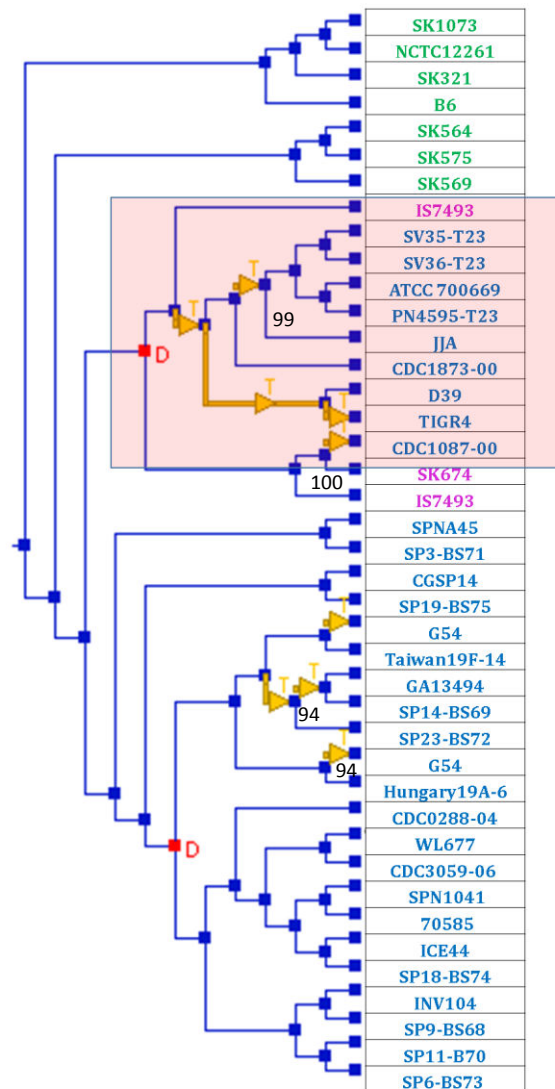 SK1073
NCTC12261
SK321
B6
SK564
SK575
SK569
IS7493
SV35-T23
SV36-T23
T
ATCC 700669
T
PN4595-T23
99
JJA
D
CDC1873-00
D39
T
T
TIGR4
T
CDC1087-00
SK674
100
IS7493
SPNA45
SP3-BS71
CGSP14
SP19-BS75
T
G54
Taiwan19F-14
T
GA13494
T
SP14-BS69
94
SP23-BS72
T
G54
94
Hungary19A-6
CDC0288-04
WL677
D
CDC3059-06
SPN1041
70585
ICE44
SP18-BS74
INV104
SP9-BS68
SP11-B70
SP6-BS73